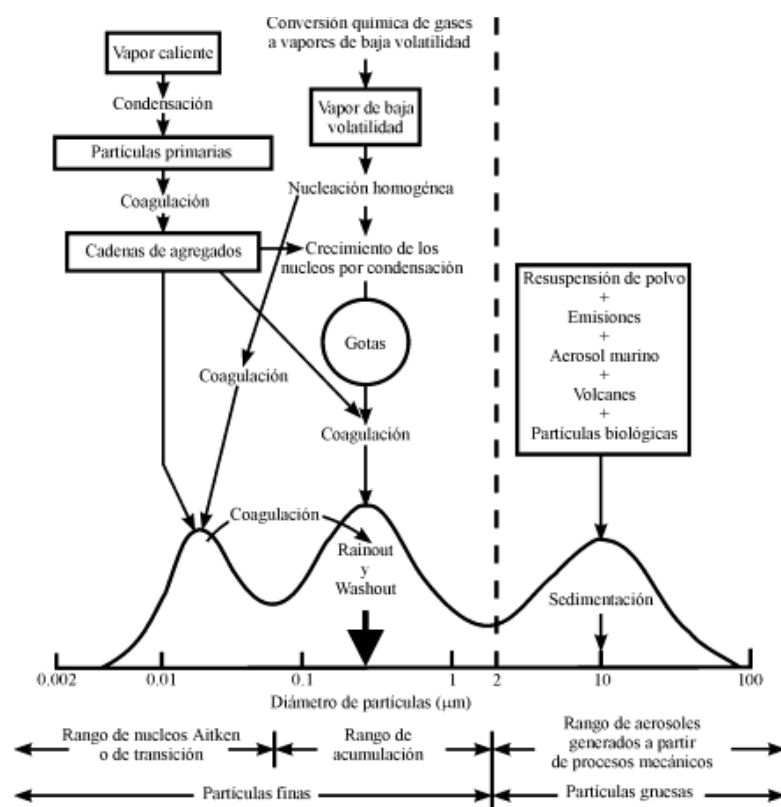 Conversión química de gases
a vapores de baja volatilidad
Vapor caliente
Condensación
Vapor de baja
volatilidad
Partículas primarias
Nucleación homogénea
Coagulación
Cadenas de agregados
Crecimiento de los
nucleos por condensación
Resuspensión de polvo
+
Emisiones
+
Aerosol marino
+
Volcanes
+
Partículas biológicas
Gotas
Coagulación
Coagulación
Coagulación
Rainout
y
Washout
Sedimentación
0.002 0.01 0.1 1 2 10 100
Diámetro de partículas (μm)
Rango de nucleos Aitken
o de transición
Rango de
acumulación
Rango de aerosoles
generados a partir
de procesos mecánicos
Partículas finas
Partículas gruesas